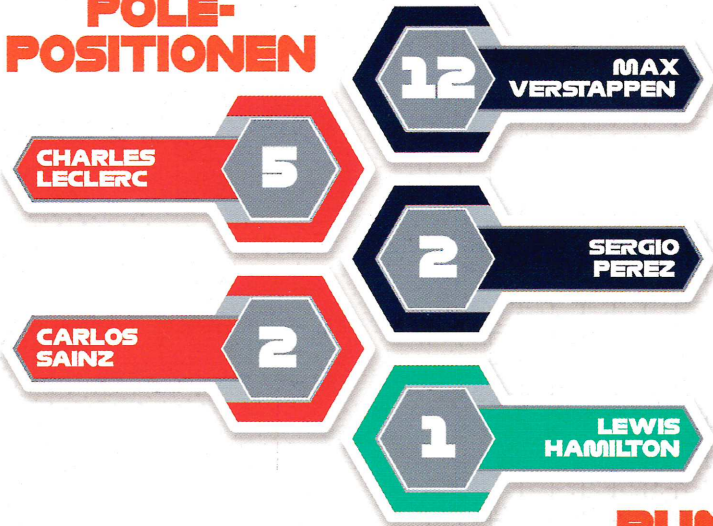 POLE-
POSITIONEN
12
MAX
VERSTAPPEN
CHARLES
LECLERC
5
2
SERGIO
PEREZ
CARLOS
SAINZ
2
1
LEWIS
HAMILTON